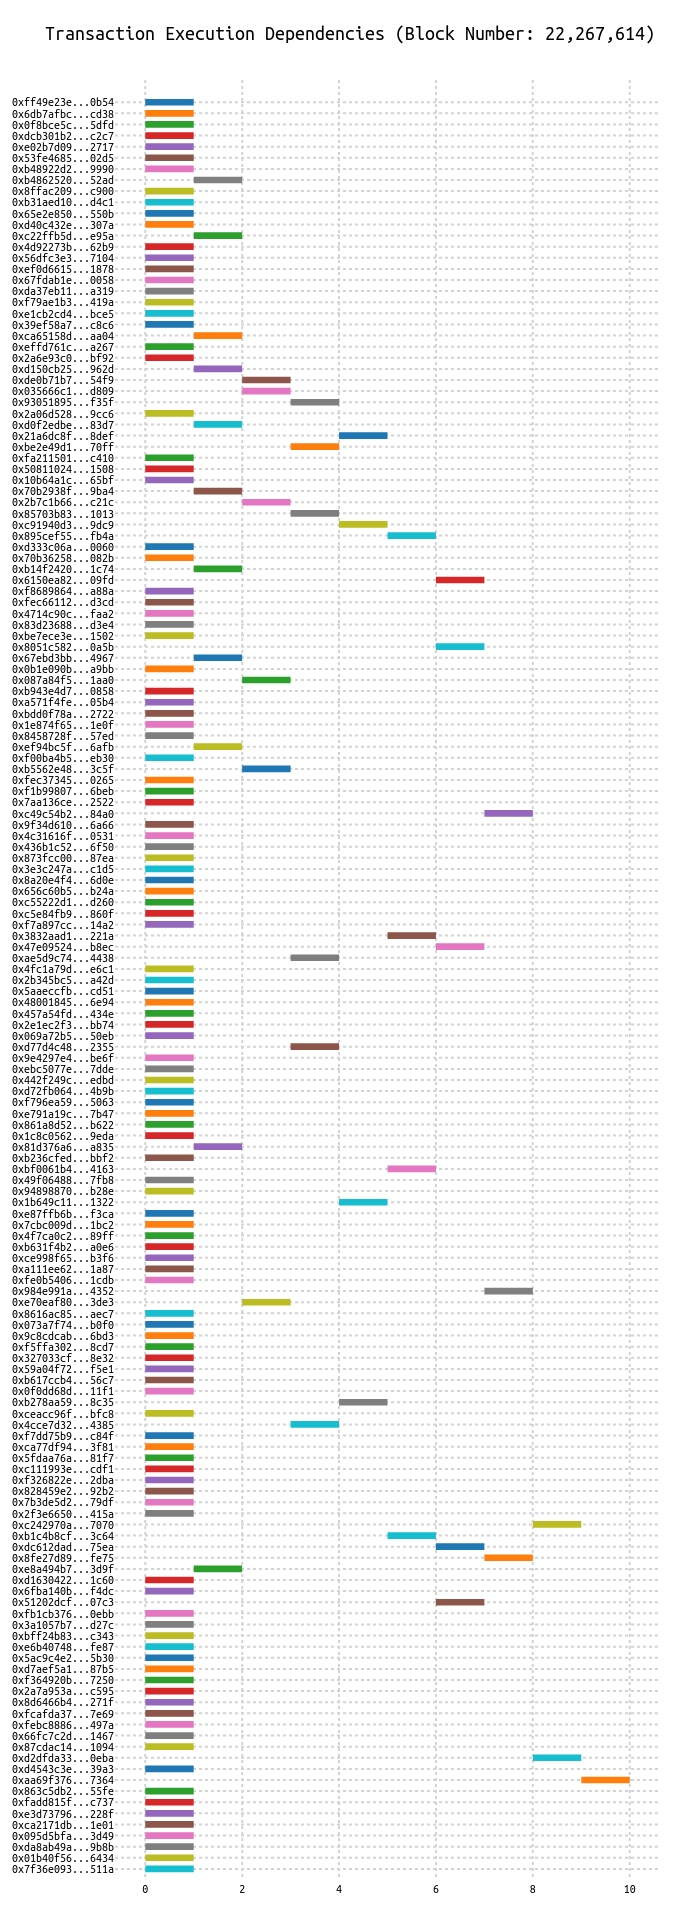 Transaction Execution Dependencies (Block Number: 22,267,614)
0xff49e23e...0b54
0x6db7afbc...cd38
0x0f8bce5c...5dfd
0xdcb301b2...c2c7
0xe02b7d09...2717
0x53fe4685...02d5
0xb48922d2...9990
0xb4862520...52ad
0x8ffac209...c900
0xb31aed10...d4c1
0x65e2e850...550b
0xd40c432e...307a
0xc22ffb5d...e95a
0x4d92273b...62b9
0x56dfc3e3...7104
0xef0d6615...1878
0x67fdab1e...0058
0xda37eb11...a319
0xf79ae1b3...419a
0xe1cb2cd4...bce5
0x39ef58a7...c8c6
0xca65158d...aa04
0xeffd761c...a267
0x2a6e93c0...bf92
0xd150cb25...962d
0xde0b71b7...54f9
0x035666c1...d809
0x93051895...f35f
0x2a06d528...9cc6
0xd0f2edbe...83d7
0x21a6dc8f...8def
0xbe2e49d1...70ff
0xfa211501...c410
0x50811024...1508
0x10b64a1c...65bf
0x70b2938f...9ba4
0x2b7c1b66...c21c
0x85703b83...1013
0xc91940d3...9dc9
0x895cef55...fb4a
0xd333c06a...0060
0x70b36258...082b
0xb14f2420...1c74
0x6150ea82...09fd
0xf8689864...a88a
0xfec66112...d3cd
0x4714c90c...faa2
0x83d23688...d3e4
0xbe7ece3e...1502
0x8051c582...0a5b
0x67ebd3bb...4967
0x0b1e090b...a9bb
0x087a84f5...1aa0
0xb943e4d7...0858
0xa571f4fe...05b4
0xbdd0f78a...2722
0x1e874f65...1e0f
0x8458728f...57ed
0xef94bc5f...6afb
0xf00ba4b5...eb30
0xb5562e48...3c5f
0xfec37345...0265
0xf1b99807...6beb
0x7aa136ce...2522
0xc49c54b2...84a0
0x9f34d610...6a66
0x4c31616f...0531
0x436b1c52...6f50
0x873fcc00...87ea
0x3e3c247a...c1d5
0x8a20e4f4...6d0e
0x656c60b5...b24a
0xc55222d1...d260
0xc5e84fb9...860f
0xf7a897cc...14a2
0x3832aad1...221a
0x47e09524...b8ec
0xae5d9c74...4438
0x4fc1a79d...e6c1
0x2b345bc5...a42d
0x5aaeccfb...cd51
0x48001845...6e94
0x457a54fd...434e
0x2e1ec2f3...bb74
0x069a72b5...50eb
0xd77d4c48...2355
0x9e4297e4...be6f
0xebc5077e...7dde
0x442f249c...edbd
0xd72fb064...4b9b
0xf796ea59...5063
0xe791a19c...7b47
0x861a8d52...b622
0x1c8c0562...9eda
0x81d376a6...a835
0xb236cfed...bbf2
0xbf0061b4...4163
0x49f06488...7fb8
0x94898870...b28e
0x1b649c11...1322
0xe87ffb6b...f3ca
0x7cbc009d...1bc2
0x4f7ca0c2...89ff
0xb631f4b2...a0e6
0xce998f65...b3f6
0xa111ee62...1a87
0xfe0b5406...1cdb
0x984e991a...4352
0xe70eaf80...3de3
0x8616ac85...aec7
0x073a7f74...b0f0
0x9c8cdcab...6bd3
0xf5ffa302...8cd7
0x327033cf...8e32
0x59a04f72...f5e1
0xb617ccb4...56c7
0x0f0dd68d...11f1
0xb278aa59...8c35
0xceacc96f...bfc8
0x4cce7d32...4385
0xf7dd75b9...c84f
0xca77df94...3f81
0x5fdaa76a...81f7
0xc111993e...cdf1
0xf326822e...2dba
0x828459e2...92b2
0x7b3de5d2...79df
0x2f3e6650...415a
0xc242970a...7070
0xb1c4b8cf...3c64
0xdc612dad...75ea
0x8fe27d89...fe75
0xe8a494b7...3d9f
0xd1630422...1c60
0x6fba140b...f4dc
0x51202dcf...07c3
0xfb1cb376...0ebb
0x3a1057b7...d27c
0xbff24b83...c343
0xe6b40748...fe87
0x5ac9c4e2...5b30
0xd7aef5a1...87b5
0xf364920b...7250
0x2a7a953a...c595
0x8d6466b4...271f
0xfcafda37...7e69
0xfebc8886...497a
0x66fc7c2d...1467
0x87cdac14...1094
0xd2dfda33...0eba
0xd4543c3e...39a3
0xaa69f376...7364
0x863c5db2...55fe
0xfadd815f...c737
0xe3d73796...228f
0xca2171db...1e01
0x095d5bfa...3d49
0xda8ab49a...9b8b
0x01b40f56...6434
0x7f36e093...511a
0 2 4 6 8 10